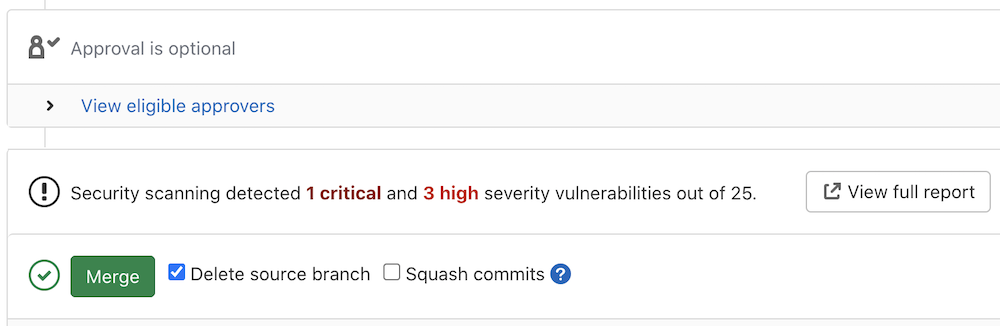 Approval is optional
View eligible approvers
Security scanning detected 1 critical and 3 high severity vulnerabilities out of 25. View full report
Merge Delete source branch Squash commits ?